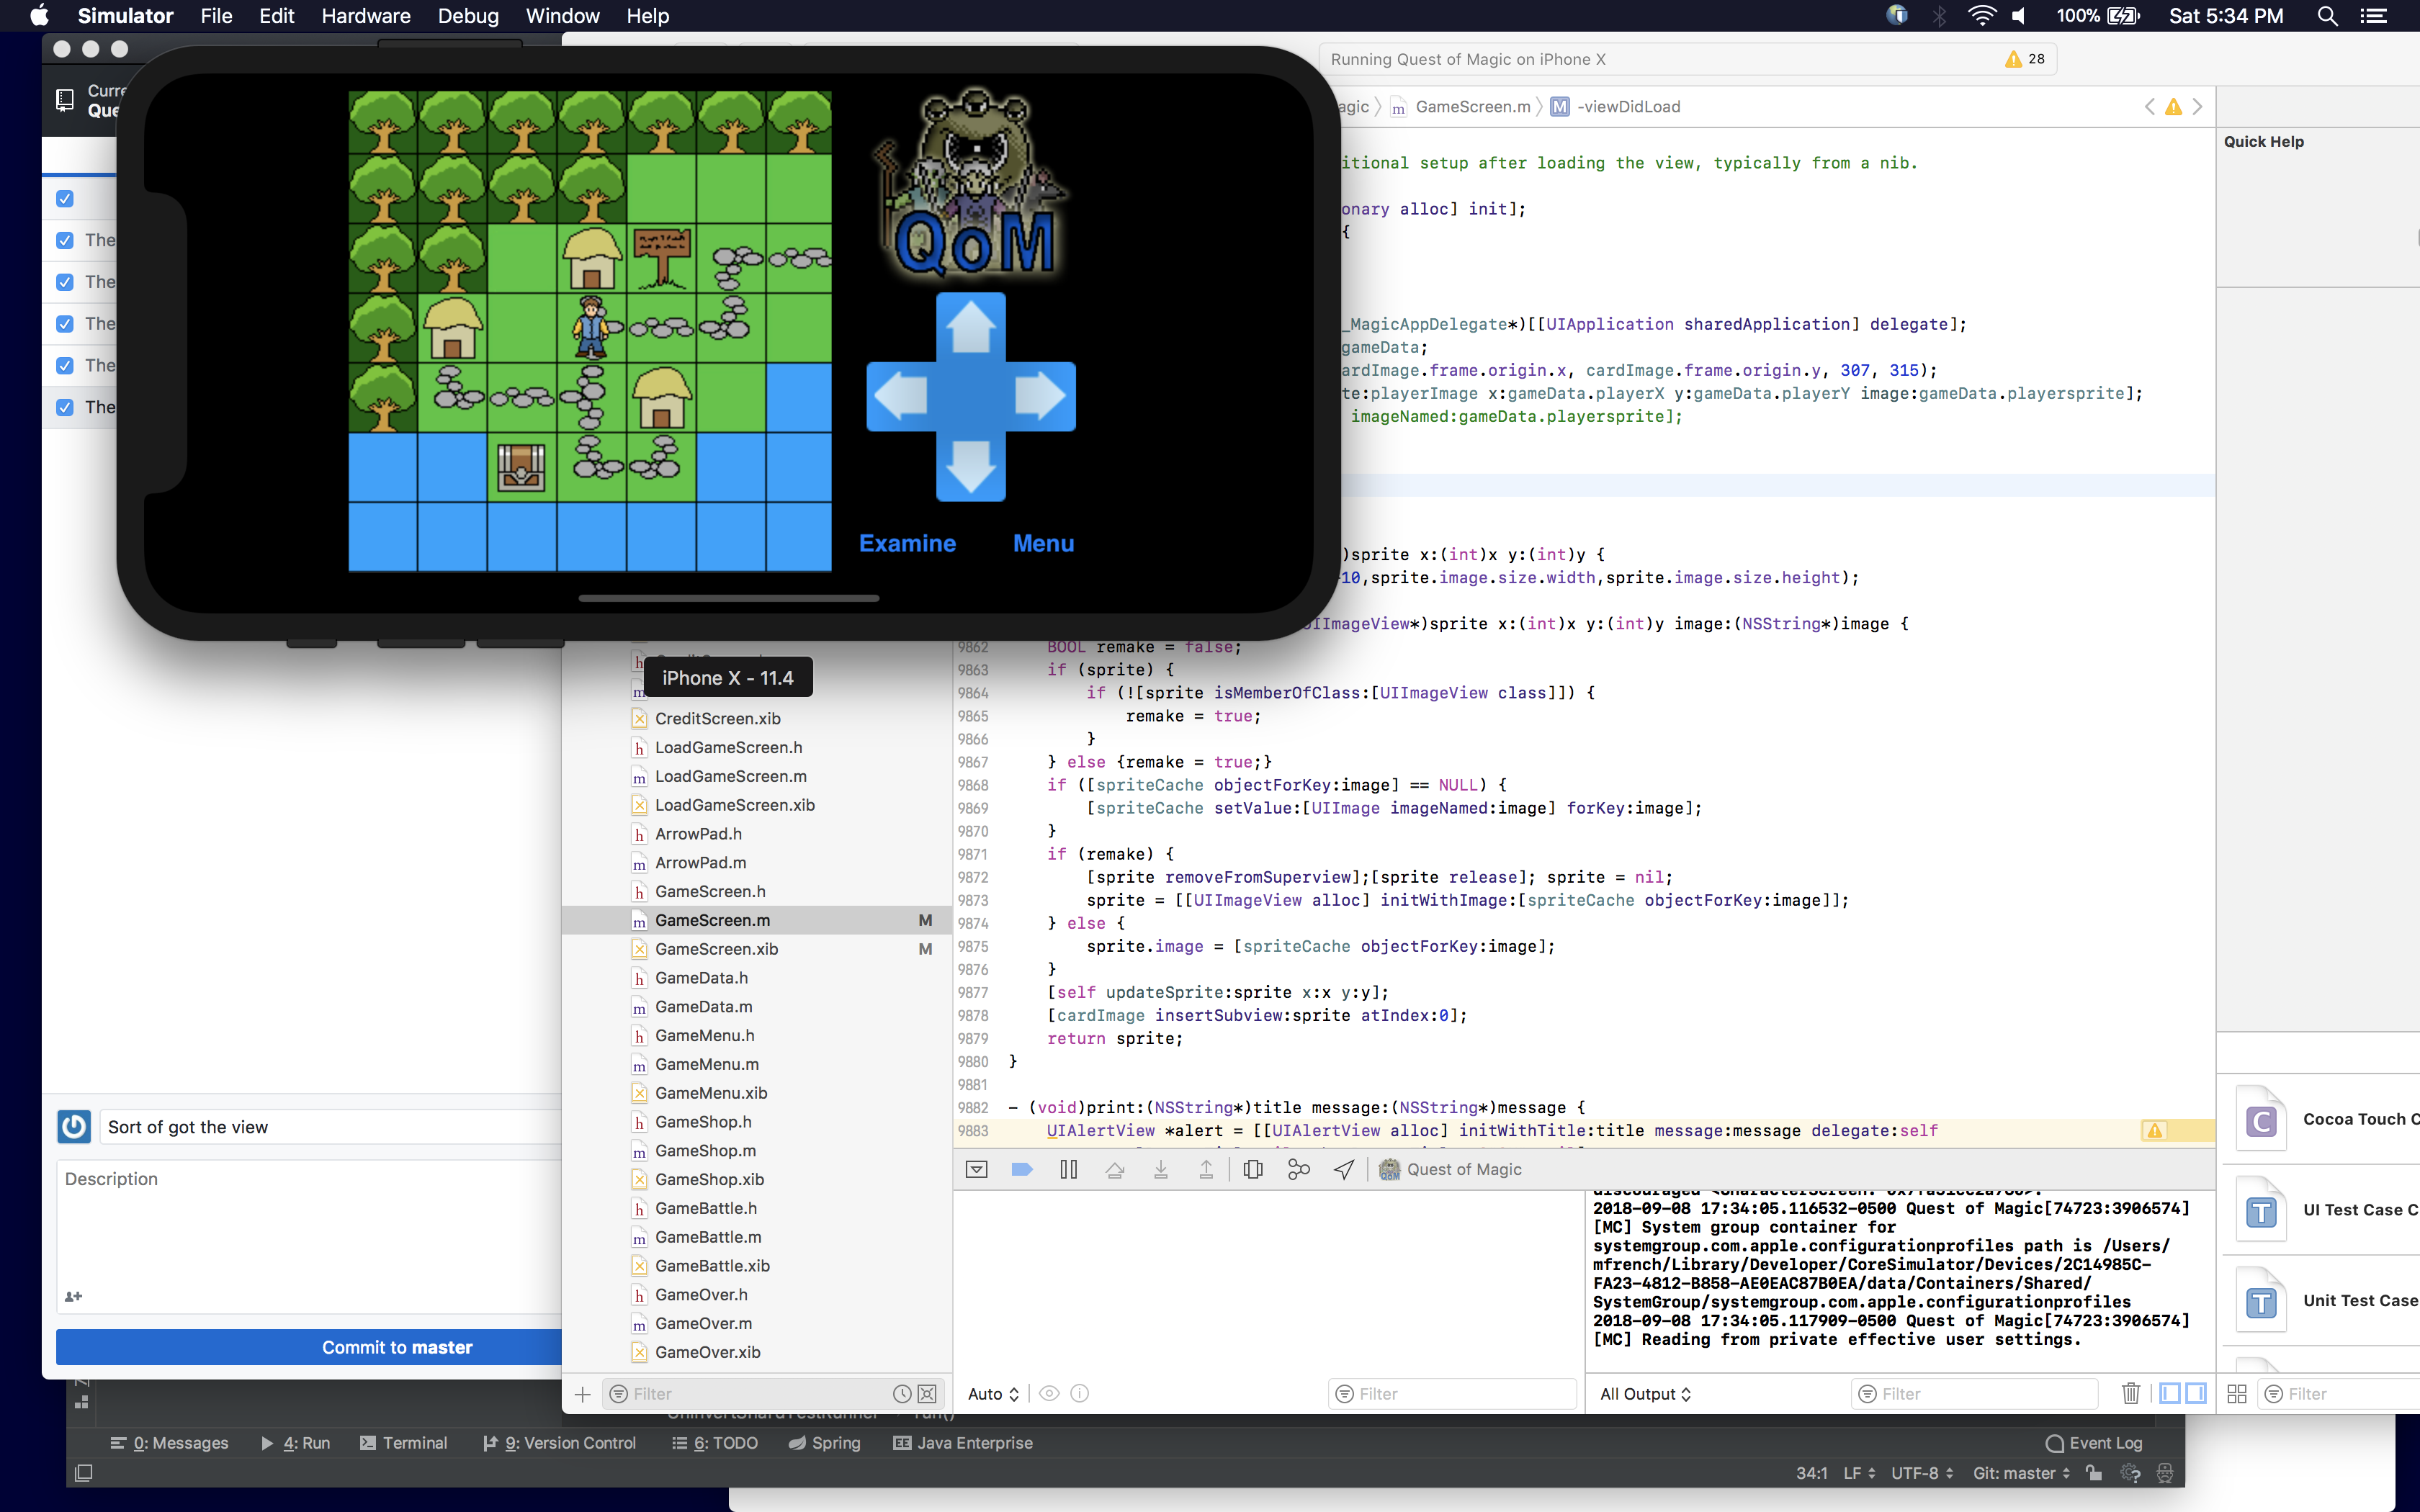 Simulator File Edit Hardware Debug Window Help
100% Sat 5:34 PM
Running Quest of Magic on iPhone X
28
GameScreen.m
M -viewDidLoad
Quick Help
QoM
Examine Menu
iPhone X - 11.4
The
The
The
The
The
itional setup after loading the view, typically from a nib.
onary alloc] init];
{
_MagicAppDelegate*)[[UIApplication sharedApplication] delegate];
gameData;
ardImage.frame.origin.x, cardImage.frame.origin.y, 307, 315);
te:playerImage x:gameData.playerX y:gameData.playerY image:gameData.playersprite];
imageNamed:gameData.playersprite];
)sprite x:(int)x y:(int)y {
10,sprite.image.size.width,sprite.image.size.height);
UIImageView*)sprite x:(int)x y:(int)y image:(NSString*)image {
9862 BOOL remake = false;
9863 if (sprite) {
9864 if (![sprite isMemberOfClass:[UIImageView class]]) {
9865 remake = true;
9866 }
9867 } else {remake = true;}
9868 if ([spriteCache objectForKey:image] == NULL) {
9869 [spriteCache setValue:[UIImage imageNamed:image] forKey:image];
9870 }
9871 if (remake) {
9872 [sprite removeFromSuperview];[sprite release]; sprite = nil;
9873 sprite = [[UIImageView alloc] initWithImage:[spriteCache objectForKey:image]];
9874 } else {
9875 sprite.image = [spriteCache objectForKey:image];
9876 }
9877 [self updateSprite:sprite x:x y:y];
9878 [cardImage insertSubview:sprite atIndex:0];
9879 return sprite;
9880 }
9881
9882 - (void)print:(NSString*)title message:(NSString*)message {
9883 UIAlertView *alert = [[UIAlertView alloc] initWithTitle:title message:message delegate:self
CreditScreen.xib
LoadGameScreen.h
LoadGameScreen.m
LoadGameScreen.xib
ArrowPad.h
ArrowPad.m
GameScreen.h
GameScreen.m M
GameScreen.xib M
GameData.h
GameData.m
GameMenu.h
GameMenu.m
GameMenu.xib
GameShop.h
GameShop.m
GameShop.xib
GameBattle.h
GameBattle.m
GameBattle.xib
GameOver.h
GameOver.m
GameOver.xib
Filter
Sort of got the view
Description
Commit to master
Quest of Magic
2018-09-08 17:34:05.116532-0500 Quest of Magic[74723:3906574]
[MC] System group container for
systemgroup.com.apple.configurationprofiles path is /Users/
mfrench/Library/Developer/CoreSimulator/Devices/2C14985C-
FA23-4812-B858-AE0EAC87B0EA/data/Containers/Shared/
SystemGroup/systemgroup.com.apple.configurationprofiles
2018-09-08 17:34:05.117909-0500 Quest of Magic[74723:3906574]
[MC] Reading from private effective user settings.
Auto
Filter
All Output
Filter
Filter
Cocoa Touch C
UI Test Case C
Unit Test Case
0: Messages 4: Run Terminal 9: Version Control 6: TODO Spring Java Enterprise Event Log
34:1 LF UTF-8 Git: master